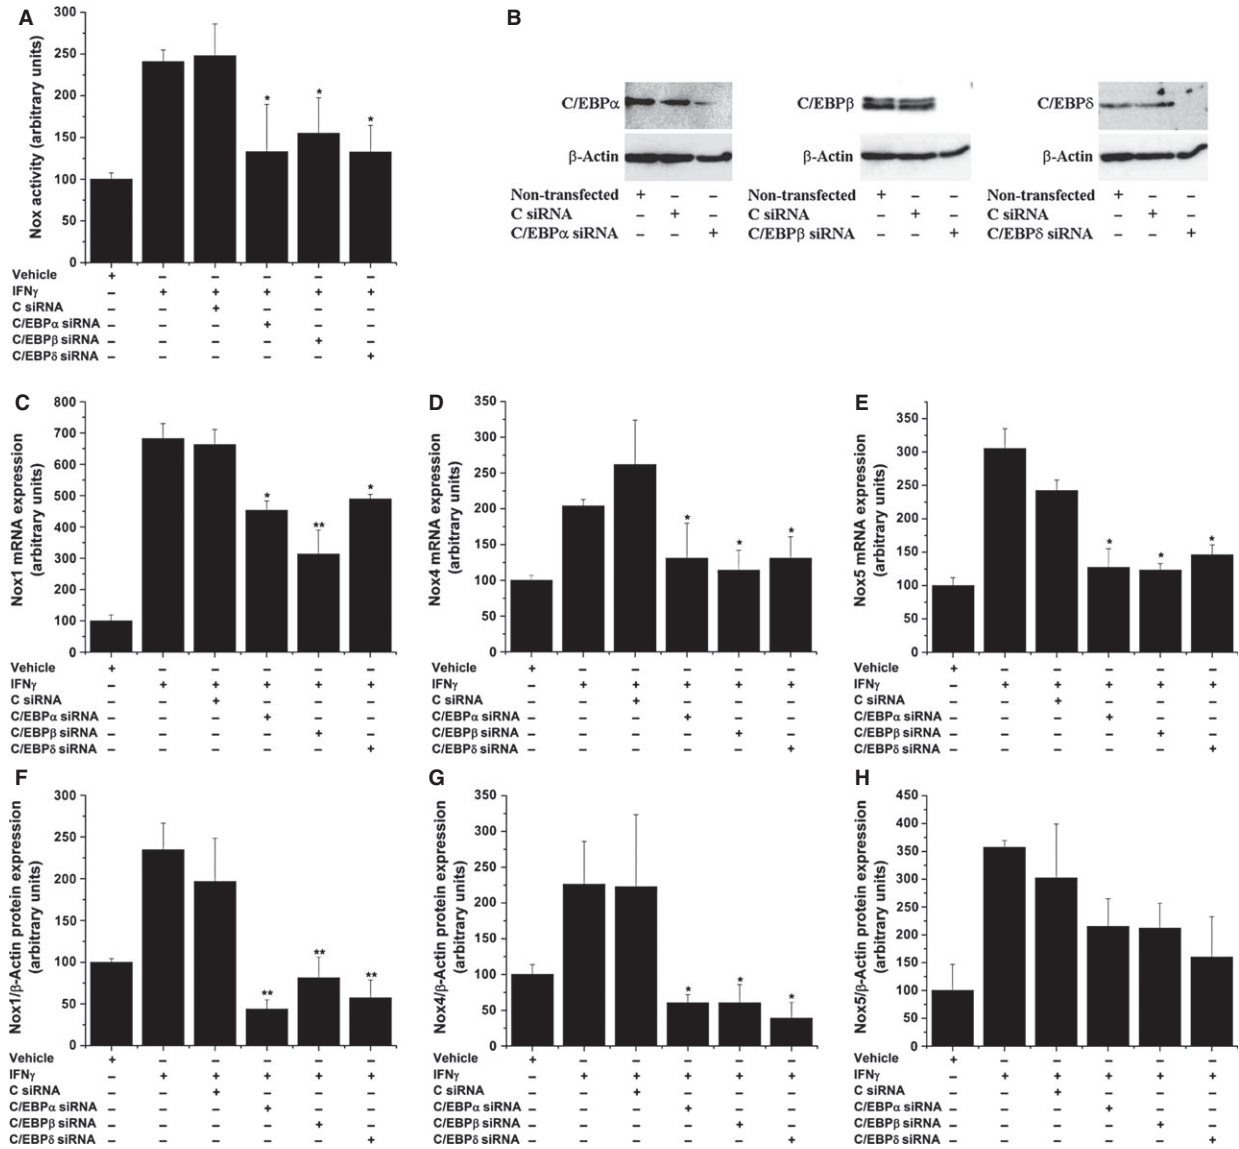 A
Nox activity (arbitrary units)
300
250
200
150
100
50
0
* * *
Vehicle + – – – – –
IFNγ – + + + + +
C siRNA – – + – – –
C/EBPα siRNA – – – + – –
C/EBPβ siRNA – – – – + –
C/EBPδ siRNA – – – – – +
B
C/EBPα
β-Actin
Non-transfected + – –
C siRNA – + –
C/EBPα siRNA – – +
C/EBPβ
β-Actin
Non-transfected + – –
C siRNA – + –
C/EBPβ siRNA – – +
C/EBPδ
β-Actin
Non-transfected + – –
C siRNA – + –
C/EBPδ siRNA – – +
C
Nox1 mRNA expression
(arbitrary units)
800
700
600
500
400
300
200
100
0
* ** *
Vehicle + – – – – –
IFNγ – + + + + +
C siRNA – – + – – –
C/EBPα siRNA – – – + – –
C/EBPβ siRNA – – – – + –
C/EBPδ siRNA – – – – – +
D
Nox4 mRNA expression
(arbitrary units)
350
300
250
200
150
100
50
0
* * *
+ – – – – –
– + + + + +
– – + – – –
– – – + – –
– – – – + –
– – – – – +
Vehicle
IFNγ
C siRNA
C/EBPα siRNA
C/EBPβ siRNA
C/EBPδ siRNA
E
Nox5 mRNA expression
(arbitrary units)
350
300
250
200
150
100
50
0
* * *
Vehicle + – – – – –
IFNγ – + + + + +
C siRNA – – + – – –
C/EBPα siRNA – – – + – –
C/EBPβ siRNA – – – – + –
C/EBPδ siRNA – – – – – +
F
Nox1/β-Actin protein expression
(arbitrary units)
300
250
200
150
100
50
0
** ** **
Vehicle + – – – – –
IFNγ – + + + + +
C siRNA – – + – – –
C/EBPα siRNA – – – + – –
C/EBPβ siRNA – – – – + –
C/EBPδ siRNA – – – – – +
G
Nox4/β-Actin protein expression
(arbitrary units)
350
300
250
200
150
100
50
0
* * *
Vehicle + – – – – –
IFNγ – + + + + +
C siRNA – – + – – –
C/EBPα siRNA – – – + – –
C/EBPβ siRNA – – – – + –
C/EBPδ siRNA – – – – – +
H
Nox5/β-Actin protein expression
(arbitrary units)
450
400
350
300
250
200
150
100
50
0
Vehicle + – – – – –
IFNγ – + + + + +
C siRNA – – + – – –
C/EBPα siRNA – – – + – –
C/EBPβ siRNA – – – – + –
C/EBPδ siRNA – – – – – +